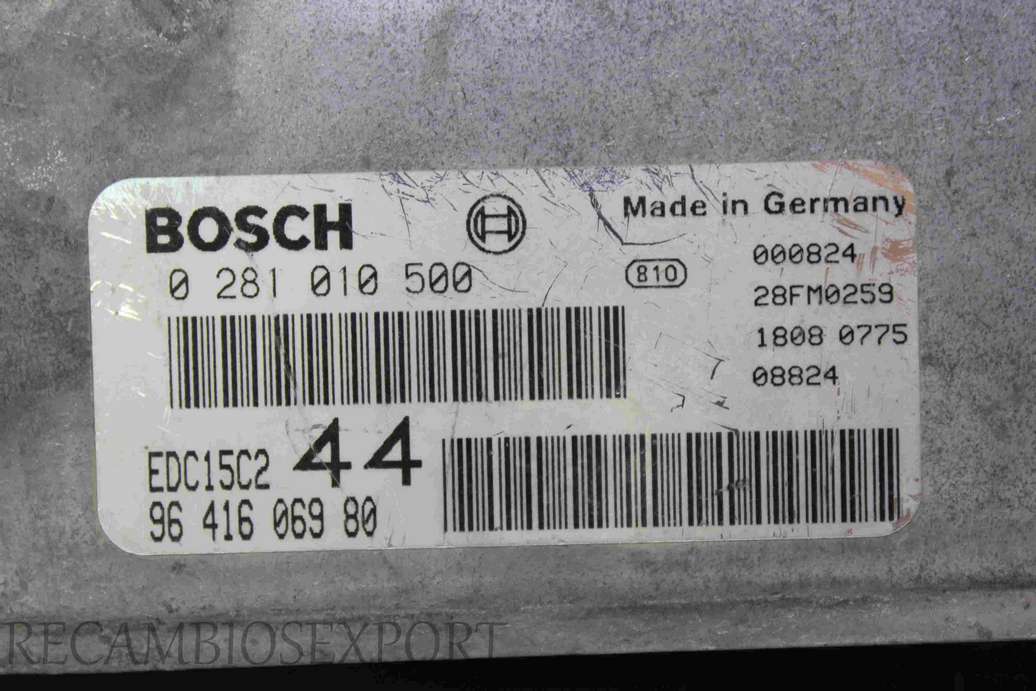 BOSCH
Made in Germany
0 281 010 500
810
000824
28FM0259
1808 0775
08824
EDC15C2 44
96 416 069 80
RECAMBIOSEXPORT